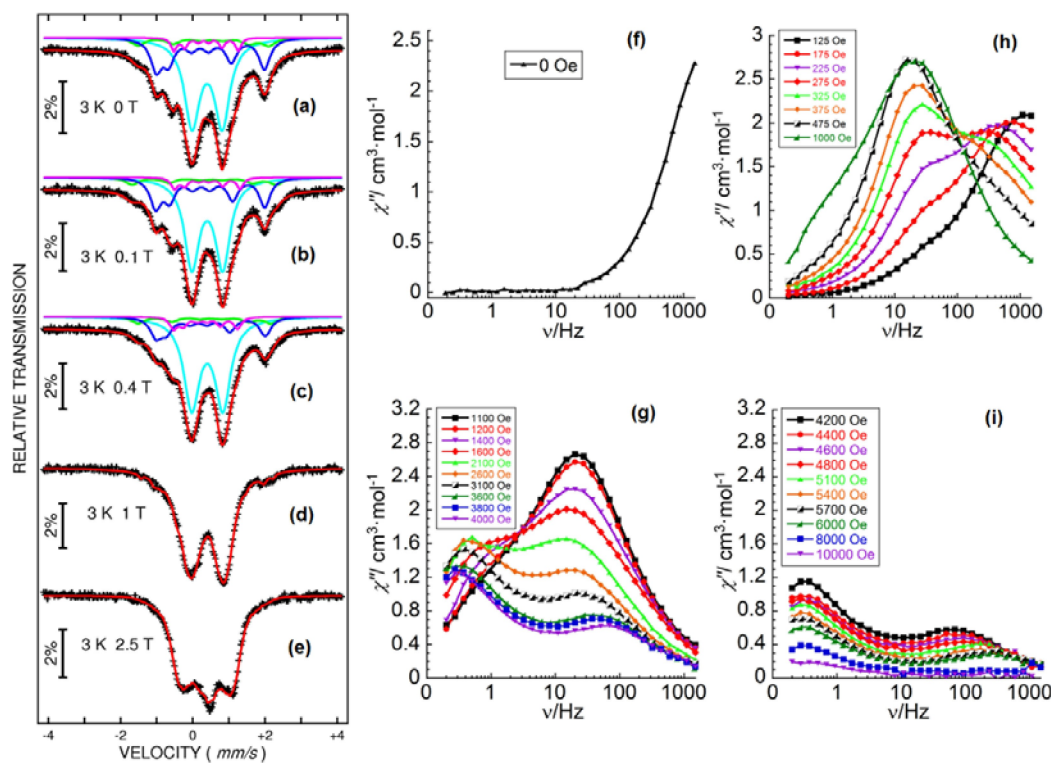 RELATIVE TRANSMISSION
2%
3 K 0 T
(a)
2%
3 K 0.1 T
(b)
2%
3 K 0.4 T
(c)
2%
3 K 1 T
(d)
2%
3 K 2.5 T
(e)
-4 -2 0 +2 +4
VELOCITY ( mm/s )
(f)
0 Oe
2.5
2
1.5
1
0.5
0
χ''/ cm³·mol⁻¹
0 1 10 100 1000
ν/Hz
(h)
125 Oe
175 Oe
225 Oe
275 Oe
325 Oe
375 Oe
475 Oe
1000 Oe
3
2.5
2
1.5
1
0.5
0
χ''/ cm³·mol⁻¹
0 1 10 100 1000
ν/Hz
(g)
1100 Oe
1200 Oe
1400 Oe
1600 Oe
2100 Oe
2600 Oe
3100 Oe
3600 Oe
3800 Oe
4000 Oe
3.2
2.8
2.4
2
1.6
1.2
0.8
0.4
0
χ''/ cm³·mol⁻¹
0 1 10 100 1000
ν/Hz
(i)
4200 Oe
4400 Oe
4600 Oe
4800 Oe
5100 Oe
5400 Oe
5700 Oe
6000 Oe
8000 Oe
10000 Oe
3.2
2.8
2.4
2
1.6
1.2
0.8
0.4
0
χ''/ cm³·mol⁻¹
0 1 10 100 1000
ν/Hz